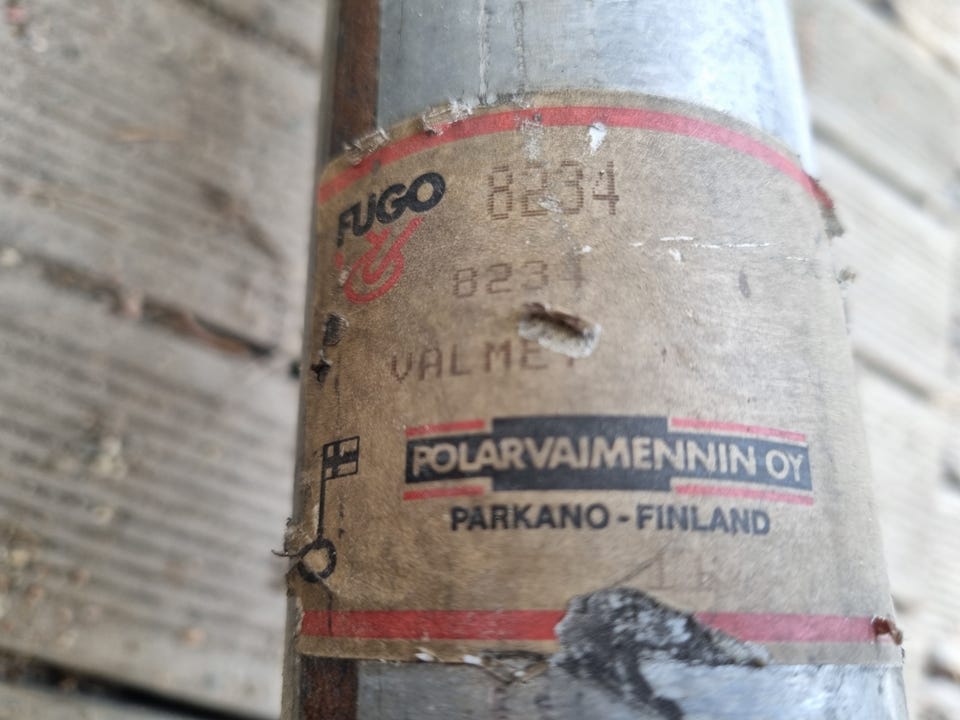 FUGO 8234
8234
VALMET
POLARVAIMENNIN OY
PARKANO - FINLAND